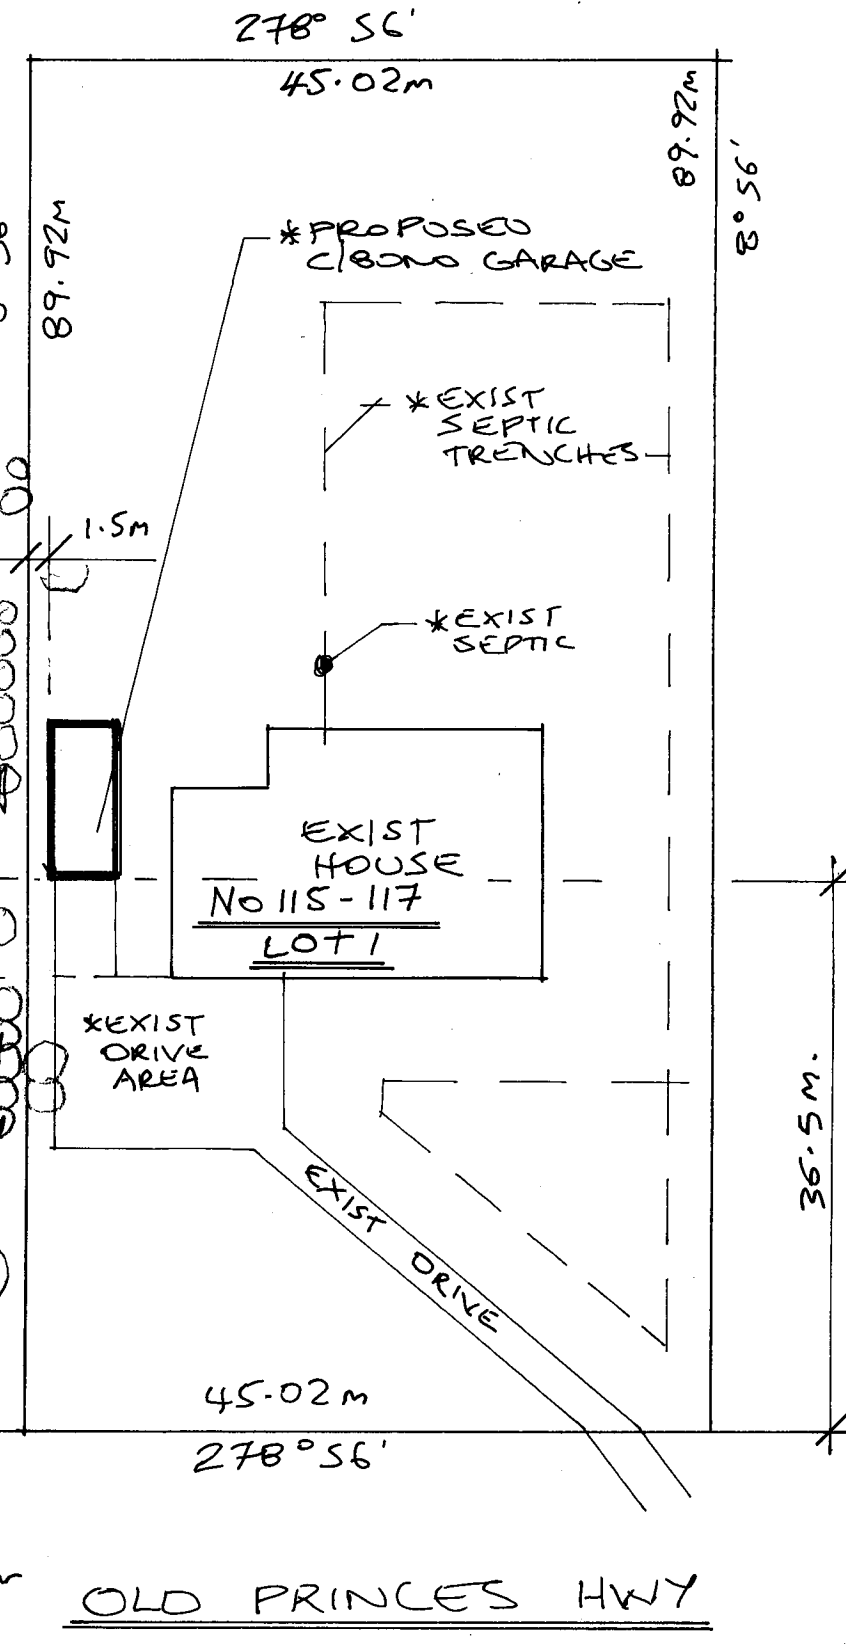 278° 56'
45.02m
89.92m
8° 56'
89.92m
*PROPOSED
C/BOND GARAGE
*EXIST
SEPTIC
TRENCHES
1.5m
*EXIST
SEPTIC
EXIST
HOUSE
No 115-117
LOT 1
*EXIST
DRIVE
AREA
36.5m.
EXIST DRIVE
45.02m
278° 56'
OLD PRINCES HWY